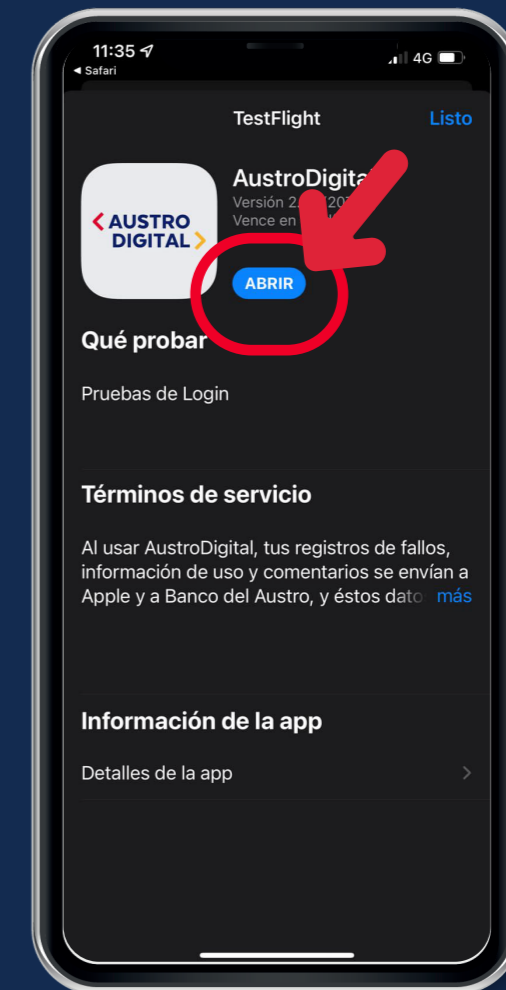 11:35
4G
◀ Safari
TestFlight
Listo
AustroDigital
Versión 2.
Vence en
AUSTRO
DIGITAL
ABRIR
Qué probar
Pruebas de Login
Términos de servicio
Al usar AustroDigital, tus registros de fallos,
información de uso y comentarios se envían a
Apple y a Banco del Austro, y éstos dato más
Información de la app
Detalles de la app